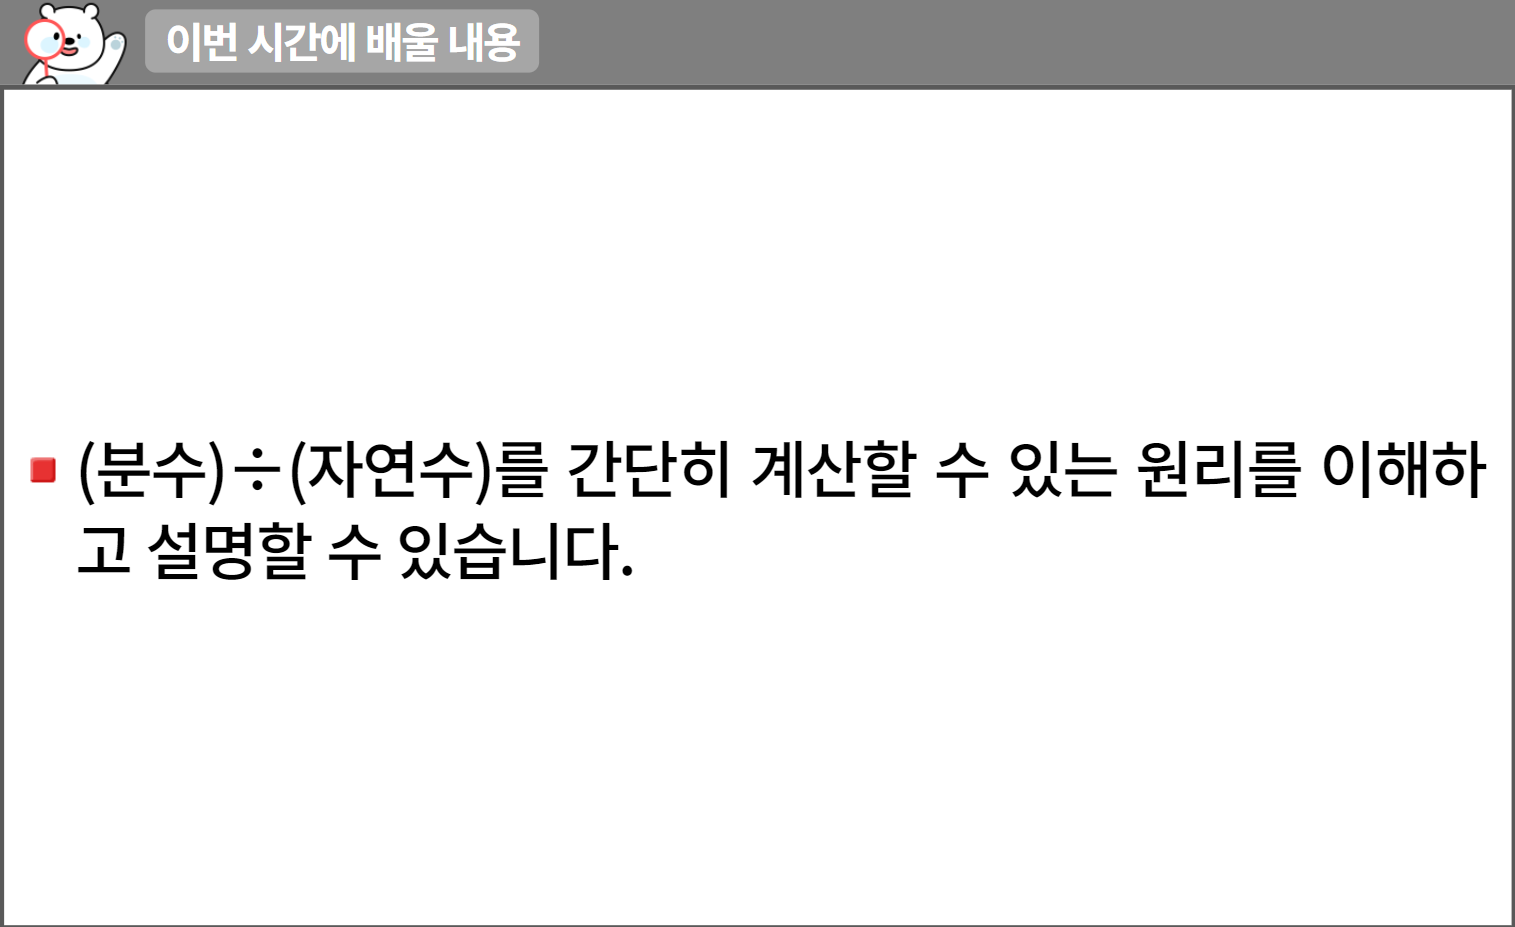 이번 시간에 배울 내용
(분수)÷(자연수)를 간단히 계산할 수 있는 원리를 이해하
고 설명할 수 있습니다.